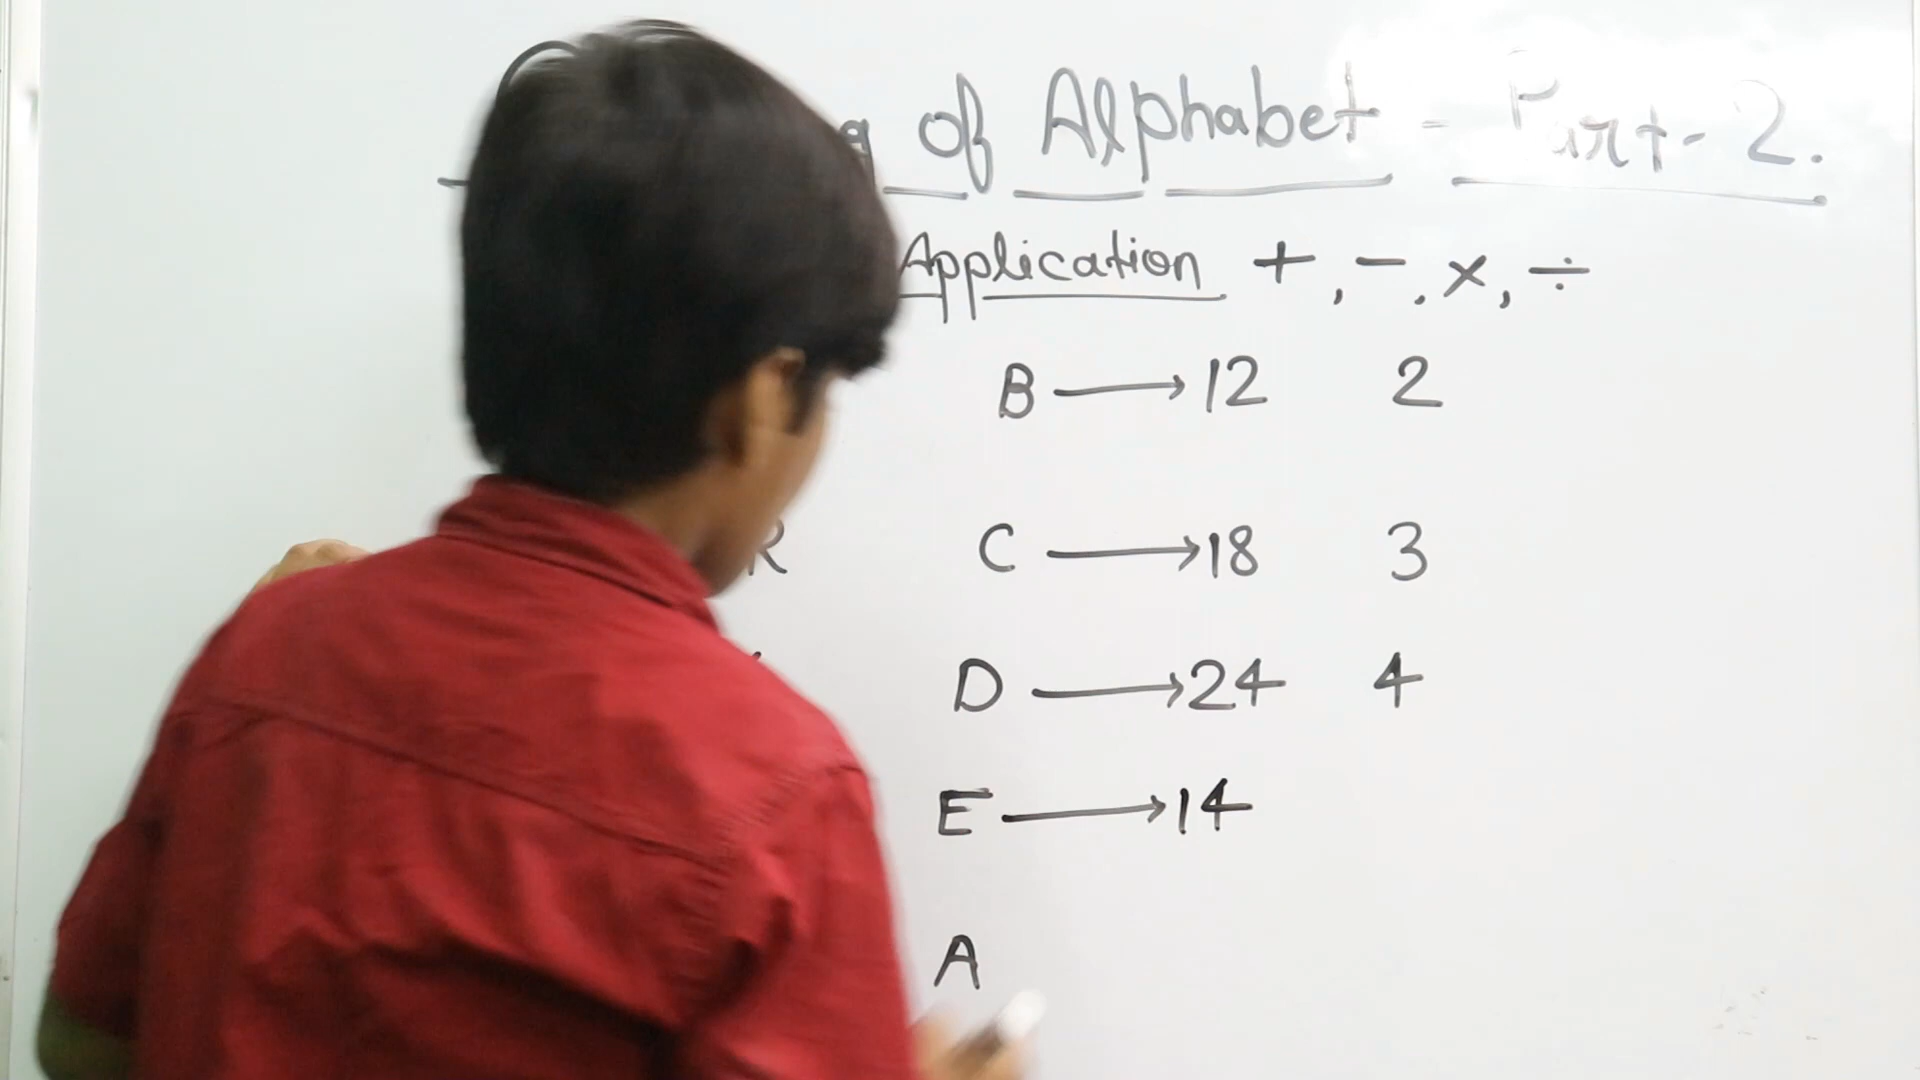 of Alphabet - Part - 2.
Application +, -, ×, ÷
B → 12 2
R C → 18 3
D → 24 4
E → 14
A